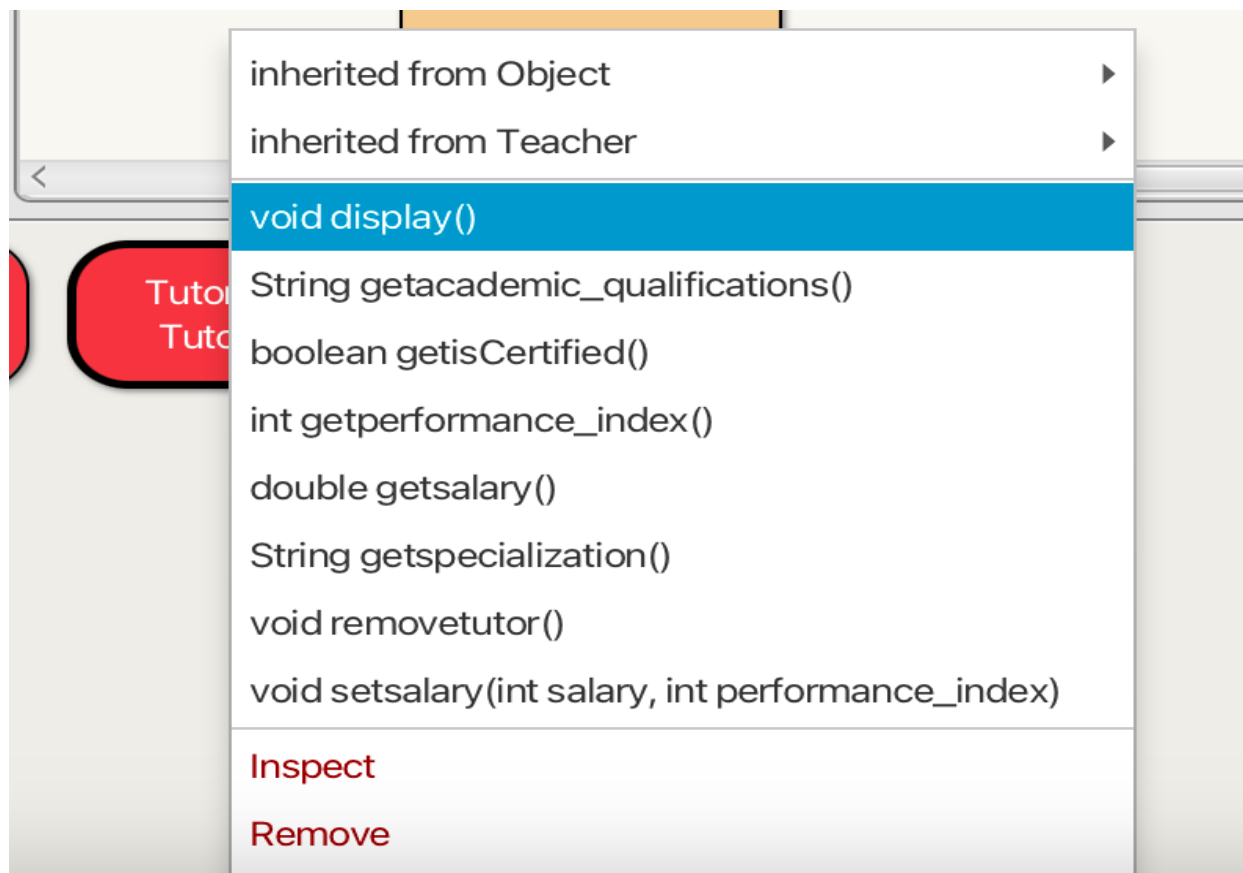 inherited from Object
inherited from Teacher
void display()
String getacademic_qualifications()
boolean getisCertified()
int getperformance_index()
double getsalary()
String getspecialization()
void removetutor()
void setsalary(int salary, int performance_index)
Inspect
Remove